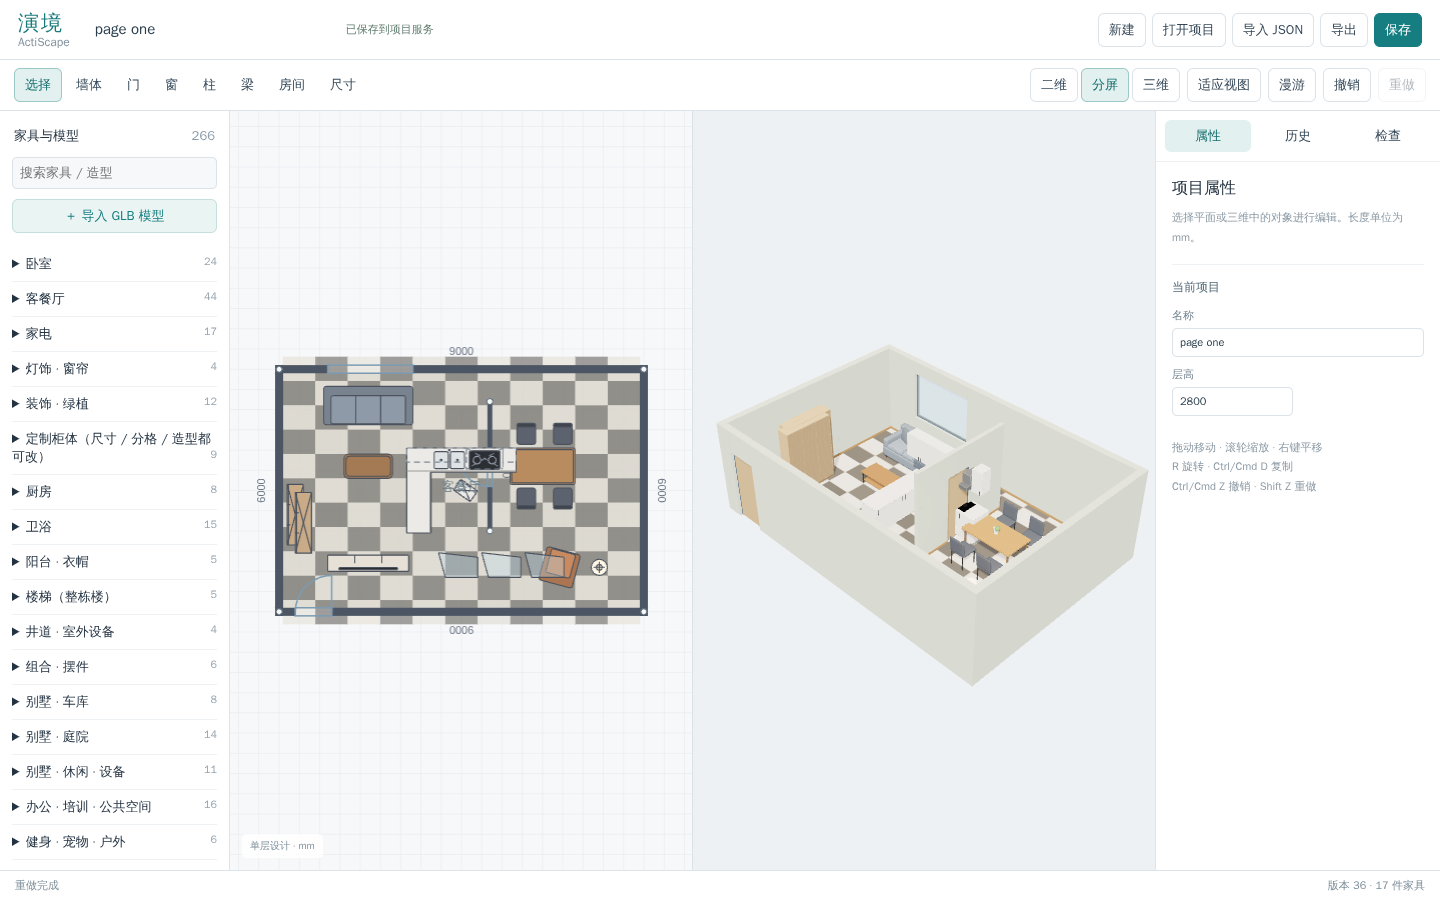 演境
ActiScape
page one
已保存到项目服务
新建
打开项目
导入 JSON
导出
保存
选择
墙体
门
窗
柱
梁
房间
尺寸
二维
分屏
三维
适应视图
漫游
撤销
重做
家具与模型
266
搜索家具 / 造型
+ 导入 GLB 模型
▶ 卧室 24
▶ 客餐厅 44
▶ 家电 17
▶ 灯饰 · 窗帘 4
▶ 装饰 · 绿植 12
▶ 定制柜体（尺寸 / 分格 / 造型都
可改） 9
▶ 厨房 8
▶ 卫浴 15
▶ 阳台 · 衣帽 5
▶ 楼梯（整栋楼） 5
▶ 井道 · 室外设备 4
▶ 组合 · 摆件 6
▶ 别墅 · 车库 8
▶ 别墅 · 庭院 14
▶ 别墅 · 休闲 · 设备 11
▶ 办公 · 培训 · 公共空间 16
▶ 健身 · 宠物 · 户外 6
9000
6000
6000
9000
单层设计 · mm
属性
历史
检查
项目属性
选择平面或三维中的对象进行编辑。长度单位为
mm。
当前项目
名称
page one
层高
2800
拖动移动 · 滚轮缩放 · 右键平移
R 旋转 · Ctrl/Cmd D 复制
Ctrl/Cmd Z 撤销 · Shift Z 重做
重做完成
版本 36 · 17 件家具